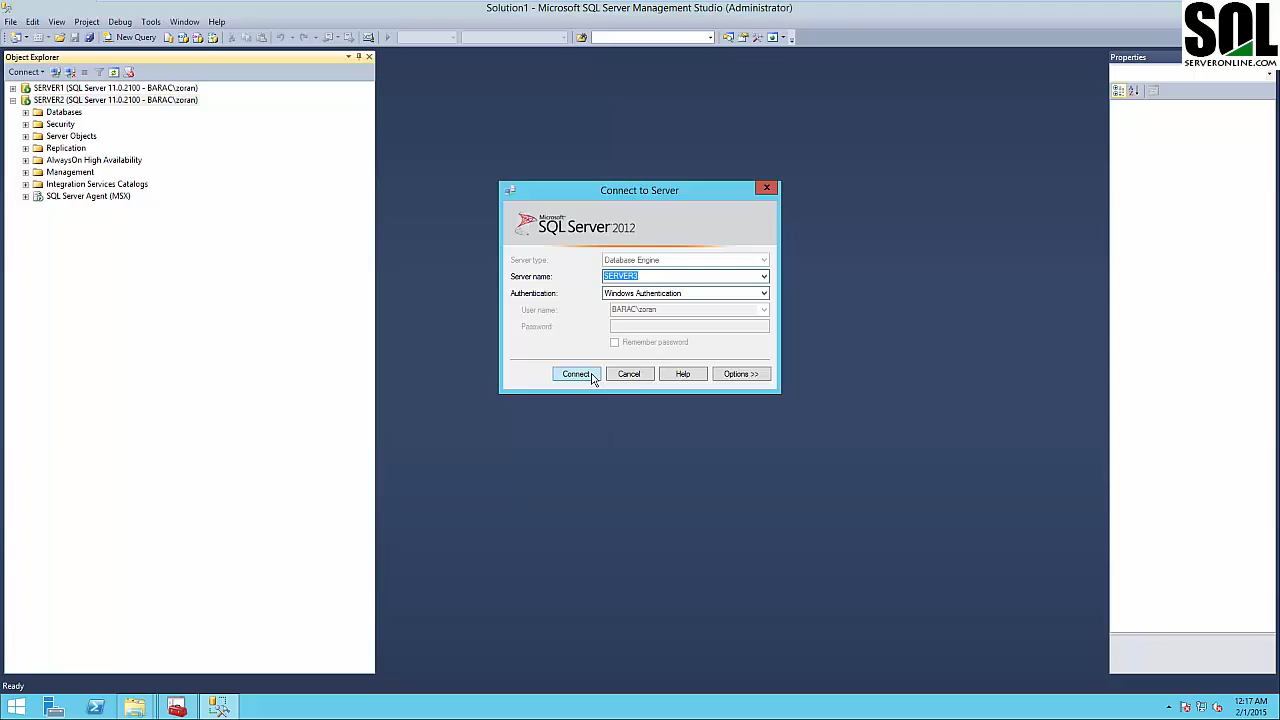 Solution1 - Microsoft SQL Server Management Studio (Administrator)
SQL
SERVERONLINE.COM
File Edit View Project Debug Tools Window Help
New Query
Object Explorer
Connect
SERVER1 (SQL Server 11.0.2100 - BARAC\zoran)
SERVER2 (SQL Server 11.0.2100 - BARAC\zoran)
Databases
Security
Server Objects
Replication
AlwaysOn High Availability
Management
Integration Services Catalogs
SQL Server Agent (MSX)
Connect to Server
Microsoft
SQL Server 2012
Server type: Database Engine
Server name: SERVER3
Authentication: Windows Authentication
User name: BARAC\zoran
Password:
Remember password
Connect Cancel Help Options >>
Properties
Ready
12:17 AM
2/1/2015